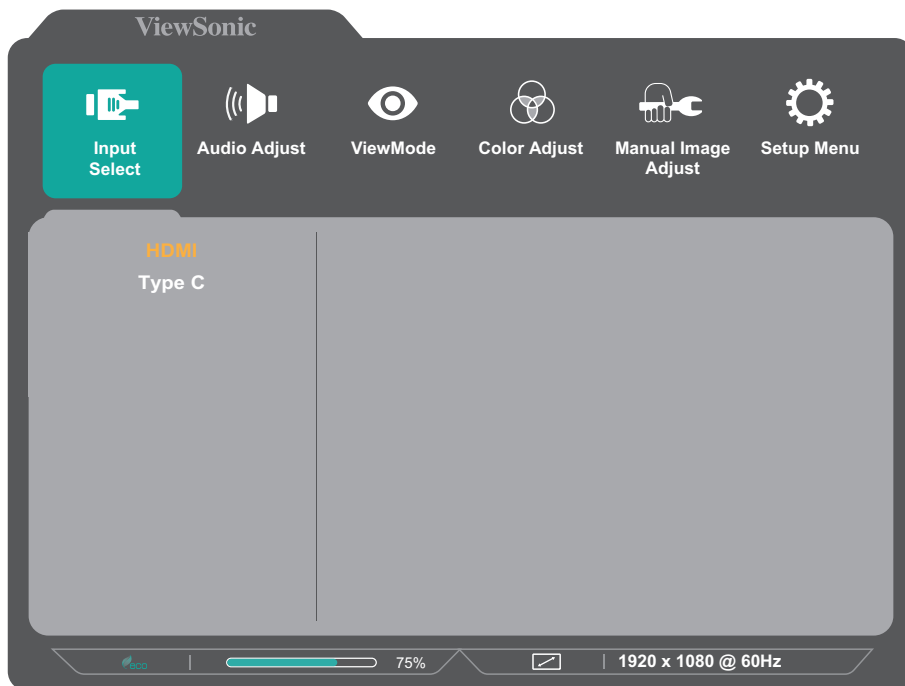 ViewSonic
Input
Select
Audio Adjust
ViewMode
Color Adjust
Manual Image
Adjust
Setup Menu
HDMI
Type C
eco
75%
1920 x 1080 @ 60Hz